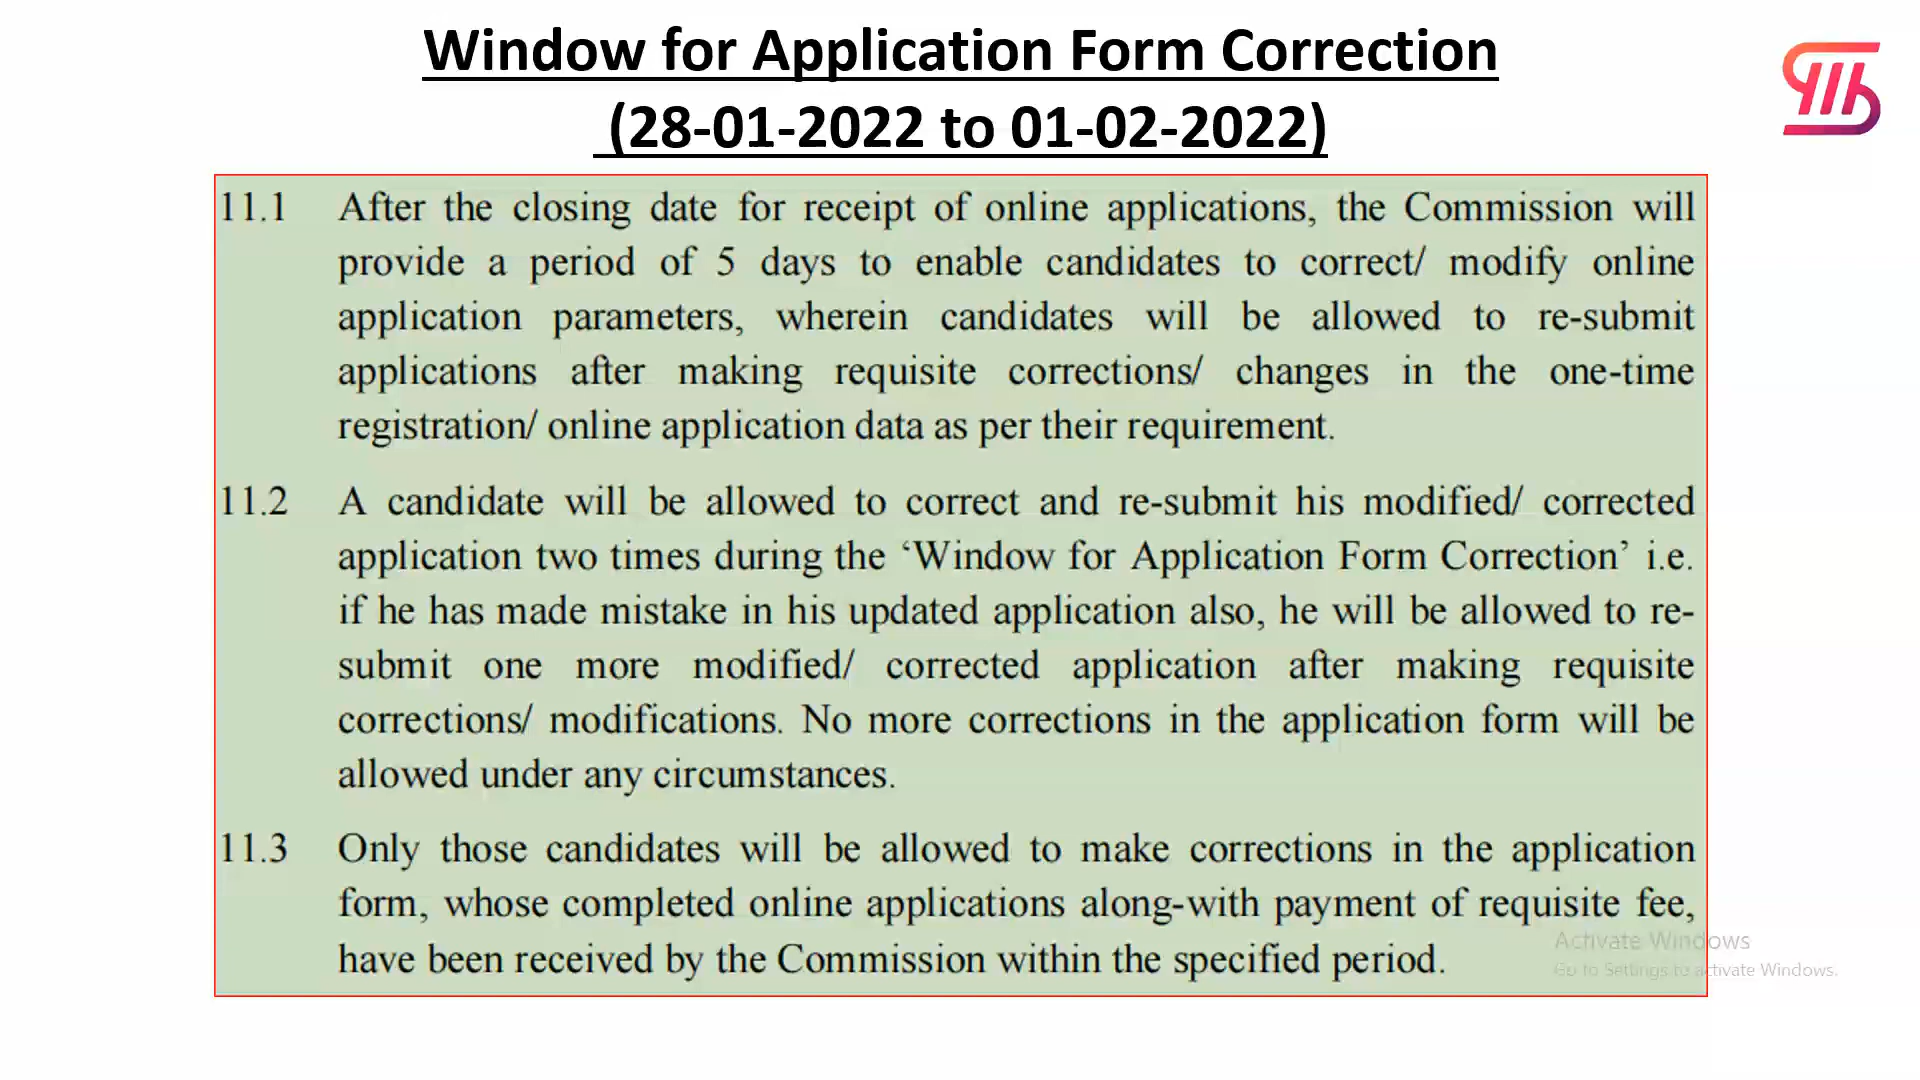 Window for Application Form Correction
(28-01-2022 to 01-02-2022)
11.1 After the closing date for receipt of online applications, the Commission will
provide a period of 5 days to enable candidates to correct/ modify online
application parameters, wherein candidates will be allowed to re-submit
applications after making requisite corrections/ changes in the one-time
registration/ online application data as per their requirement.
11.2 A candidate will be allowed to correct and re-submit his modified/ corrected
application two times during the ‘Window for Application Form Correction’ i.e.
if he has made mistake in his updated application also, he will be allowed to re-
submit one more modified/ corrected application after making requisite
corrections/ modifications. No more corrections in the application form will be
allowed under any circumstances.
11.3 Only those candidates will be allowed to make corrections in the application
form, whose completed online applications along-with payment of requisite fee,
have been received by the Commission within the specified period.
Activate Windows
Go to Settings to activate Windows.